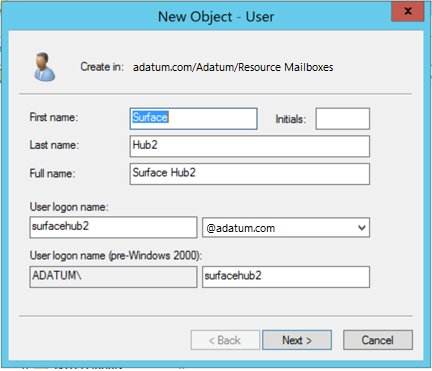 New Object - User
x
Create in: adatum.com/Adatum/Resource Mailboxes
First name: Surface Initials:
Last name: Hub2
Full name: Surface Hub2
User logon name:
surfacehub2 @adatum.com
User logon name (pre-Windows 2000):
ADATUM\ surfacehub2
< Back Next > Cancel